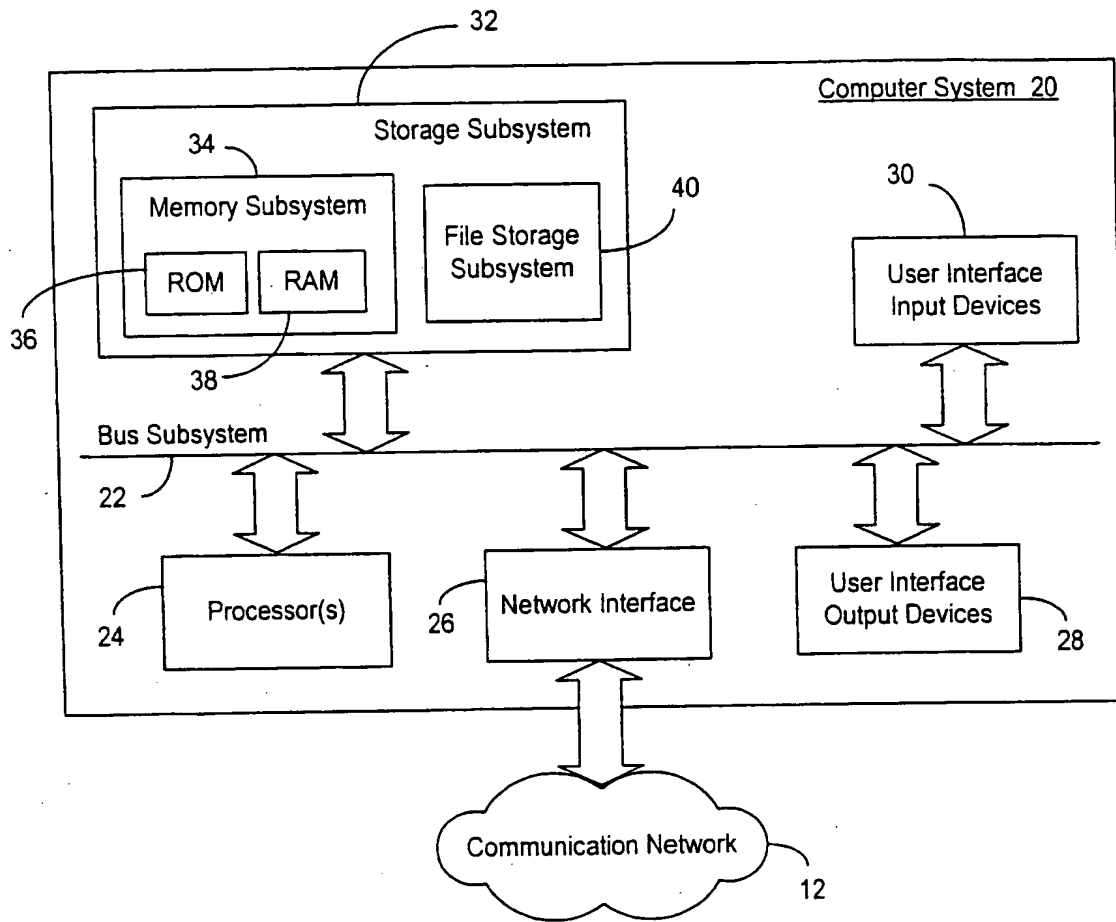 32
Computer System 20
Storage Subsystem
34
Memory Subsystem
ROM
RAM
36
38
File Storage
Subsystem
40
30
User Interface
Input Devices
Bus Subsystem
22
Processor(s)
24
Network Interface
26
User Interface
Output Devices
28
Communication Network
12